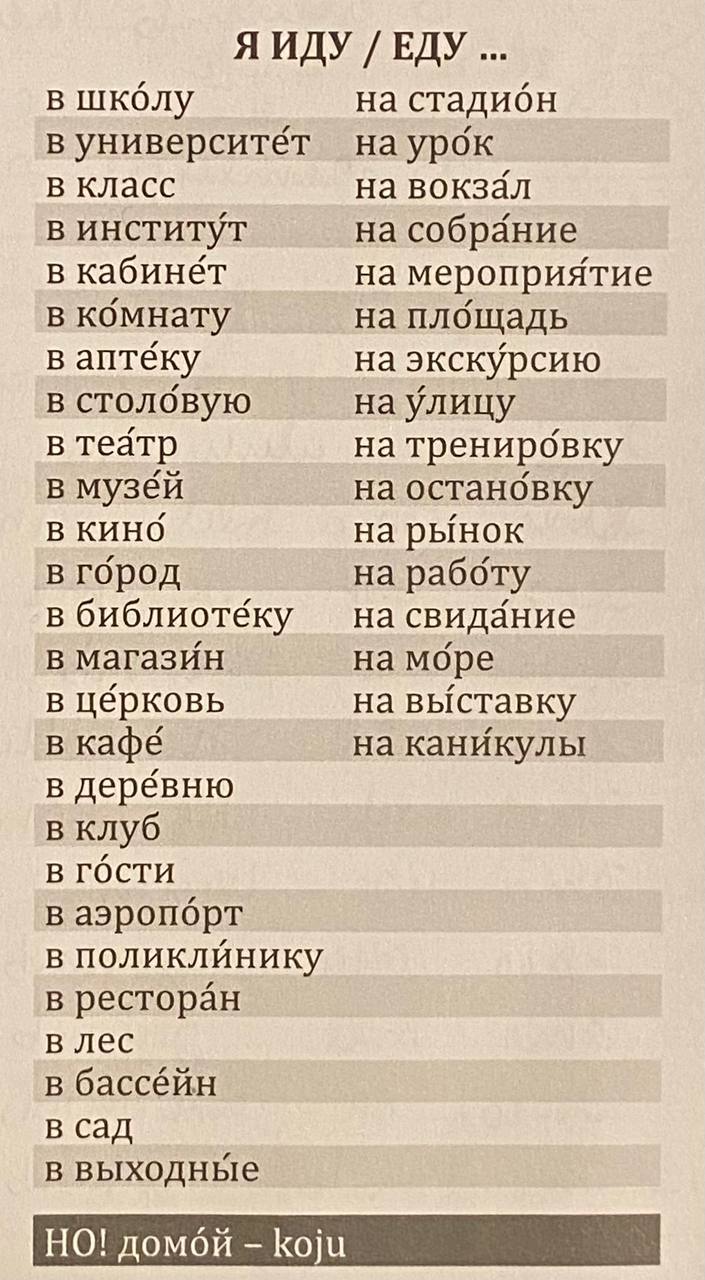 Я ИДУ / ЕДУ ...
в шко́лу на стадио́н
в университе́т на уро́к
в класс на вокза́л
в институ́т на собра́ние
в кабине́т на мероприя́тие
в ко́мнату на пло́щадь
в апте́ку на экску́рсию
в столо́вую на у́лицу
в теа́тр на трениро́вку
в музе́й на остано́вку
в кино́ на ры́нок
в го́род на рабо́ту
в библиоте́ку на свида́ние
в магази́н на мо́ре
в це́рковь на вы́ставку
в кафе́ на кани́кулы
в дере́вню
в клуб
в го́сти
в аэропо́рт
в поликли́нику
в рестора́н
в лес
в бассе́йн
в сад
в выходны́е
НО! домо́й – koju